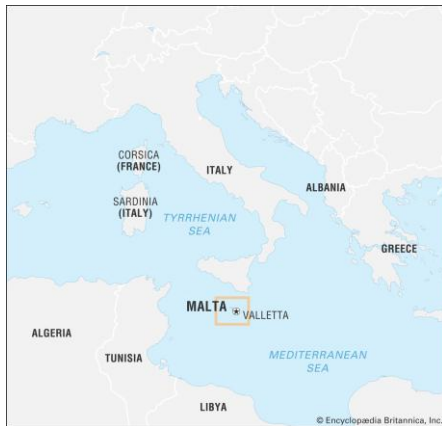 CORSICA
(FRANCE)
ITALY
SARDINIA
(ITALY)
ALBANIA
TYRRHENIAN
SEA
GREECE
MALTA
VALLETTA
ALGERIA
TUNISIA
MEDITERRANEAN
SEA
LIBYA
© Encyclopædia Britannica, Inc.